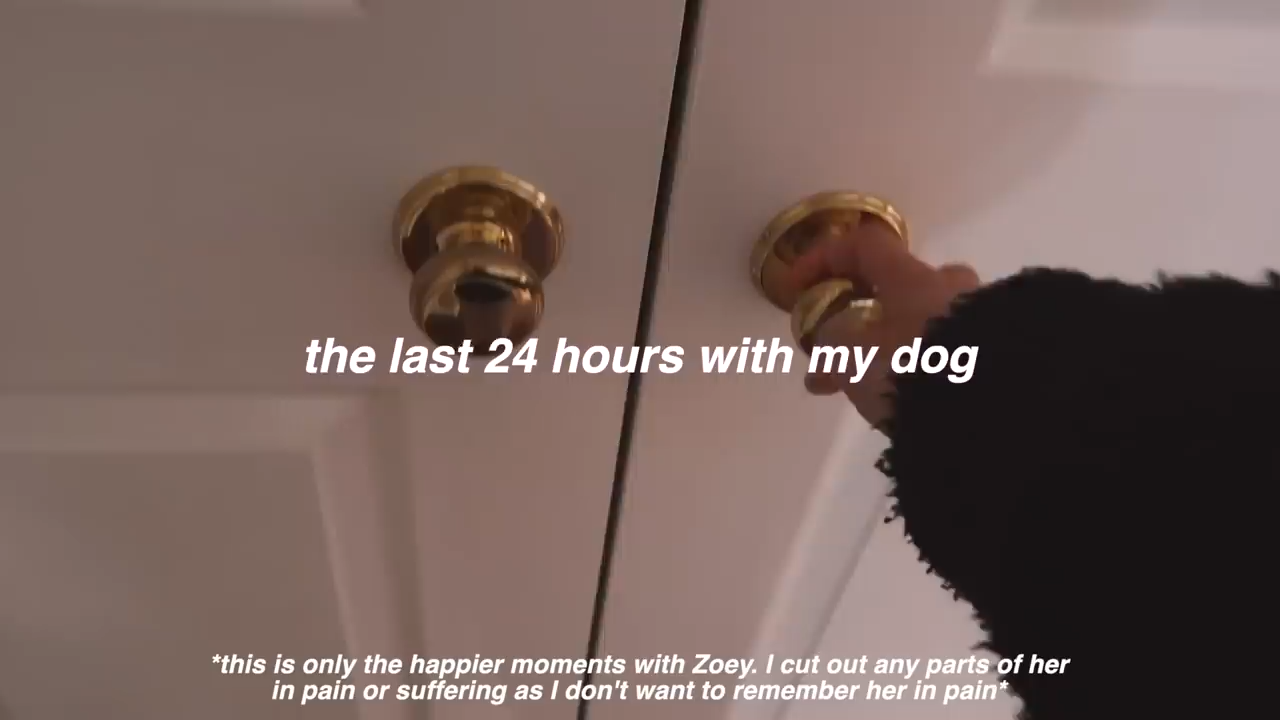 the last 24 hours with my dog
*this is only the happier moments with Zoey. I cut out any parts of her
in pain or suffering as I don't want to remember her in pain*